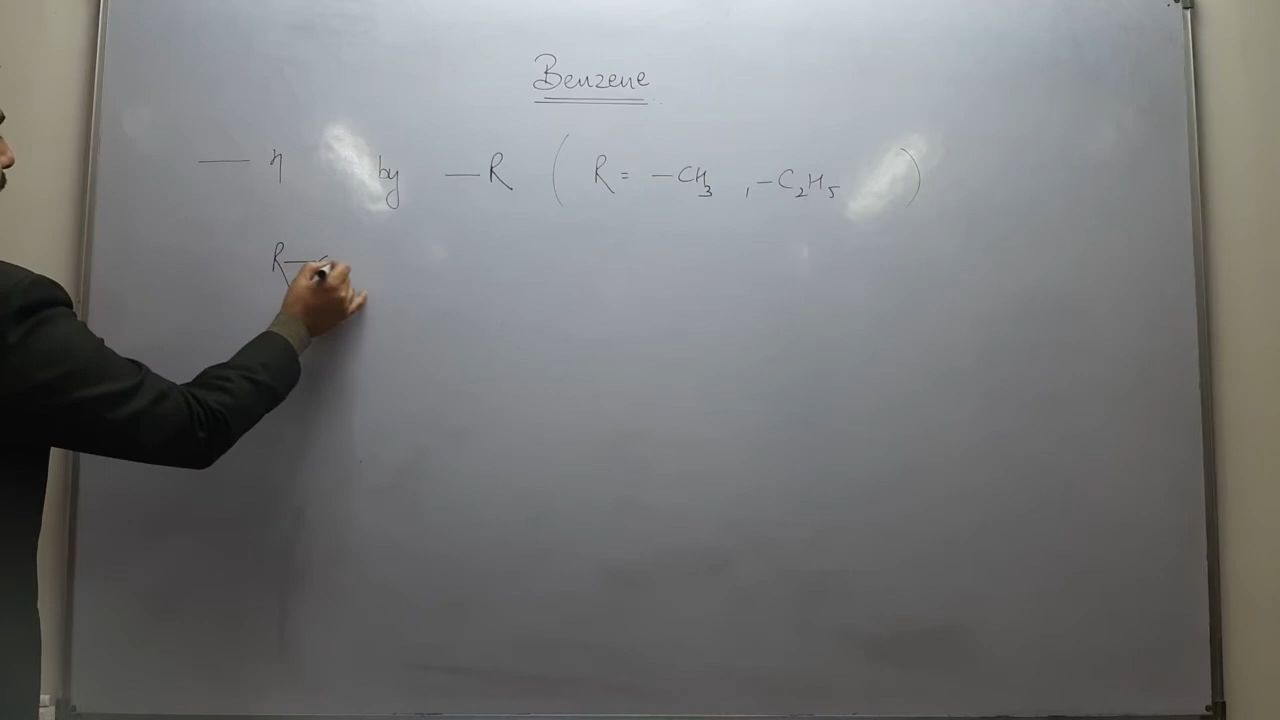 Benzene
— H by — R ( R = — CH₃ , — C₂H₅ )
R —